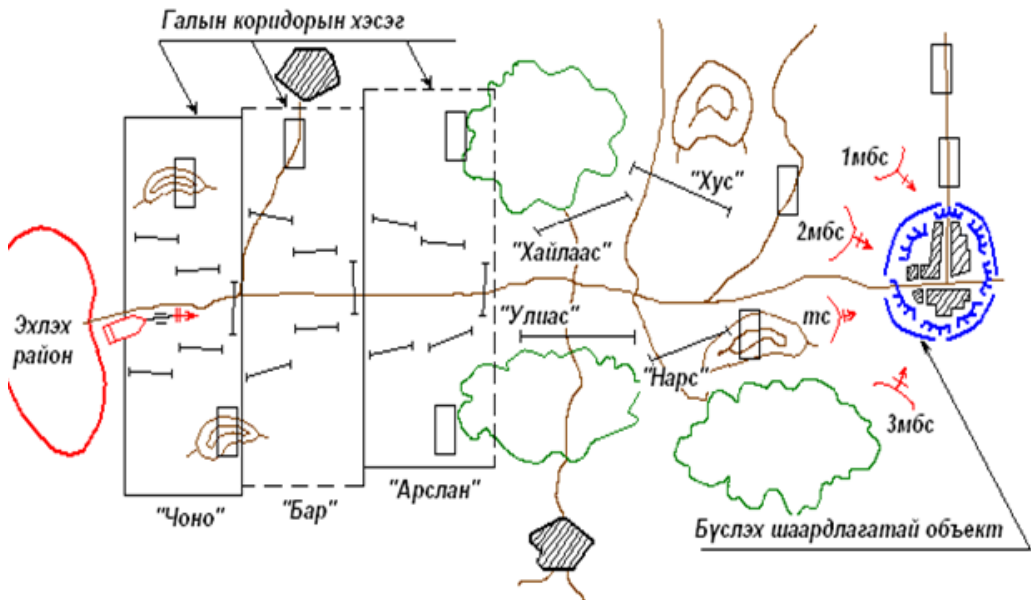 Галын коридорын хэсэг
1мбс
"Хус"
2мбс
"Хайлаас"
Эхлэх
район
"Улиас"
тс
"Нарс"
3мбс
"Чоно"
"Бар"
"Арслан"
Бүслэх шаардлагатай объект